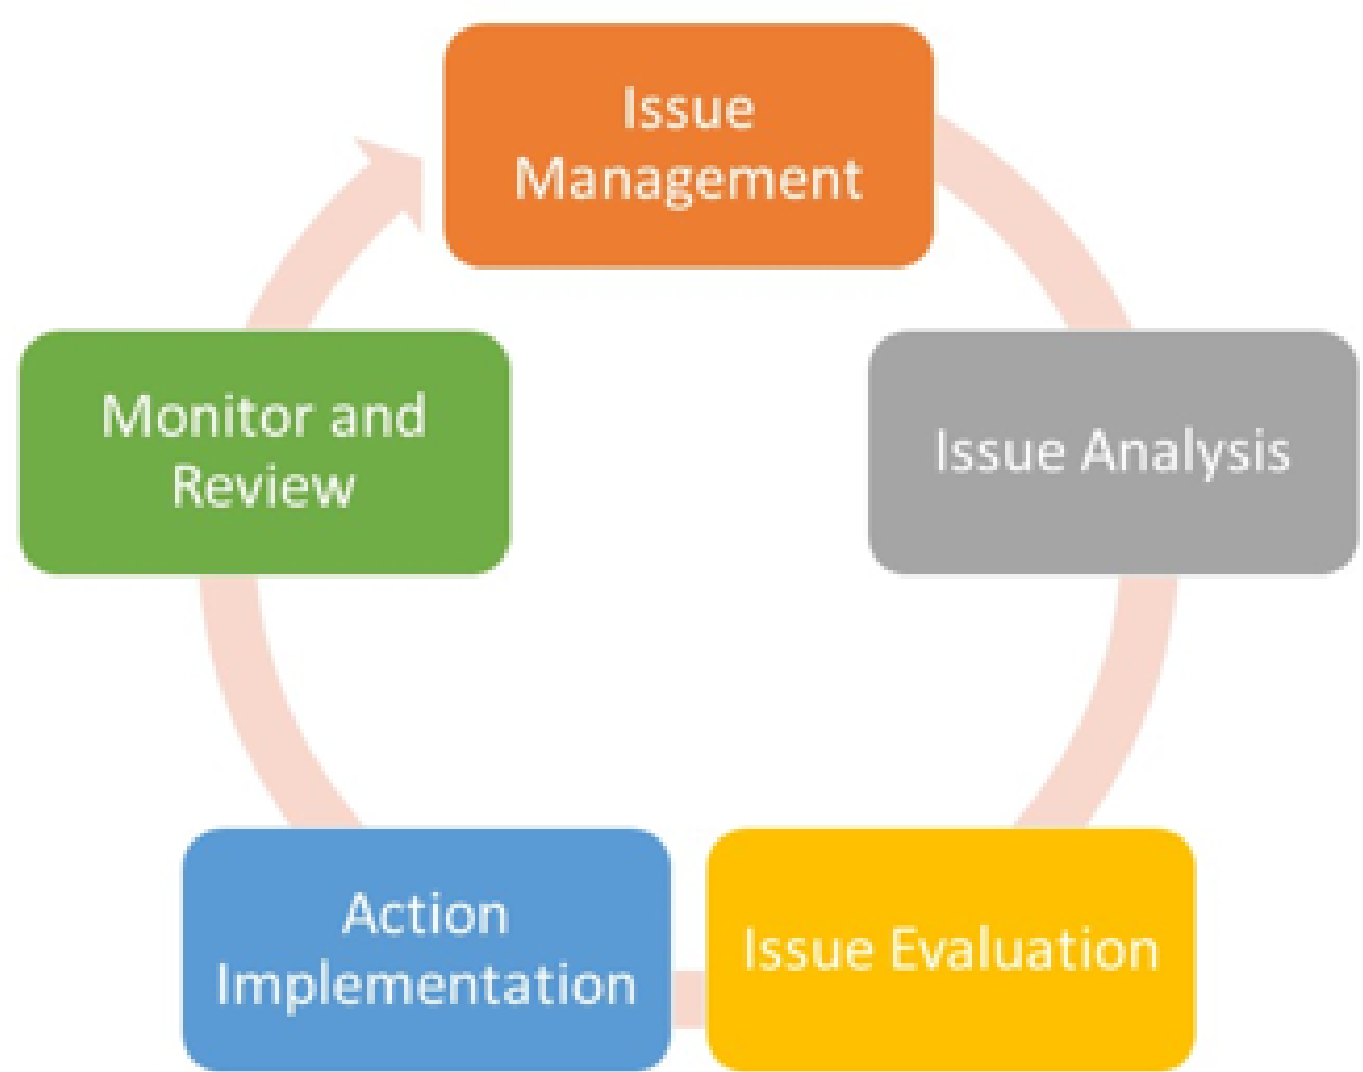 Issue
Management
Issue Analysis
Issue Evaluation
Action
Implementation
Monitor and
Review